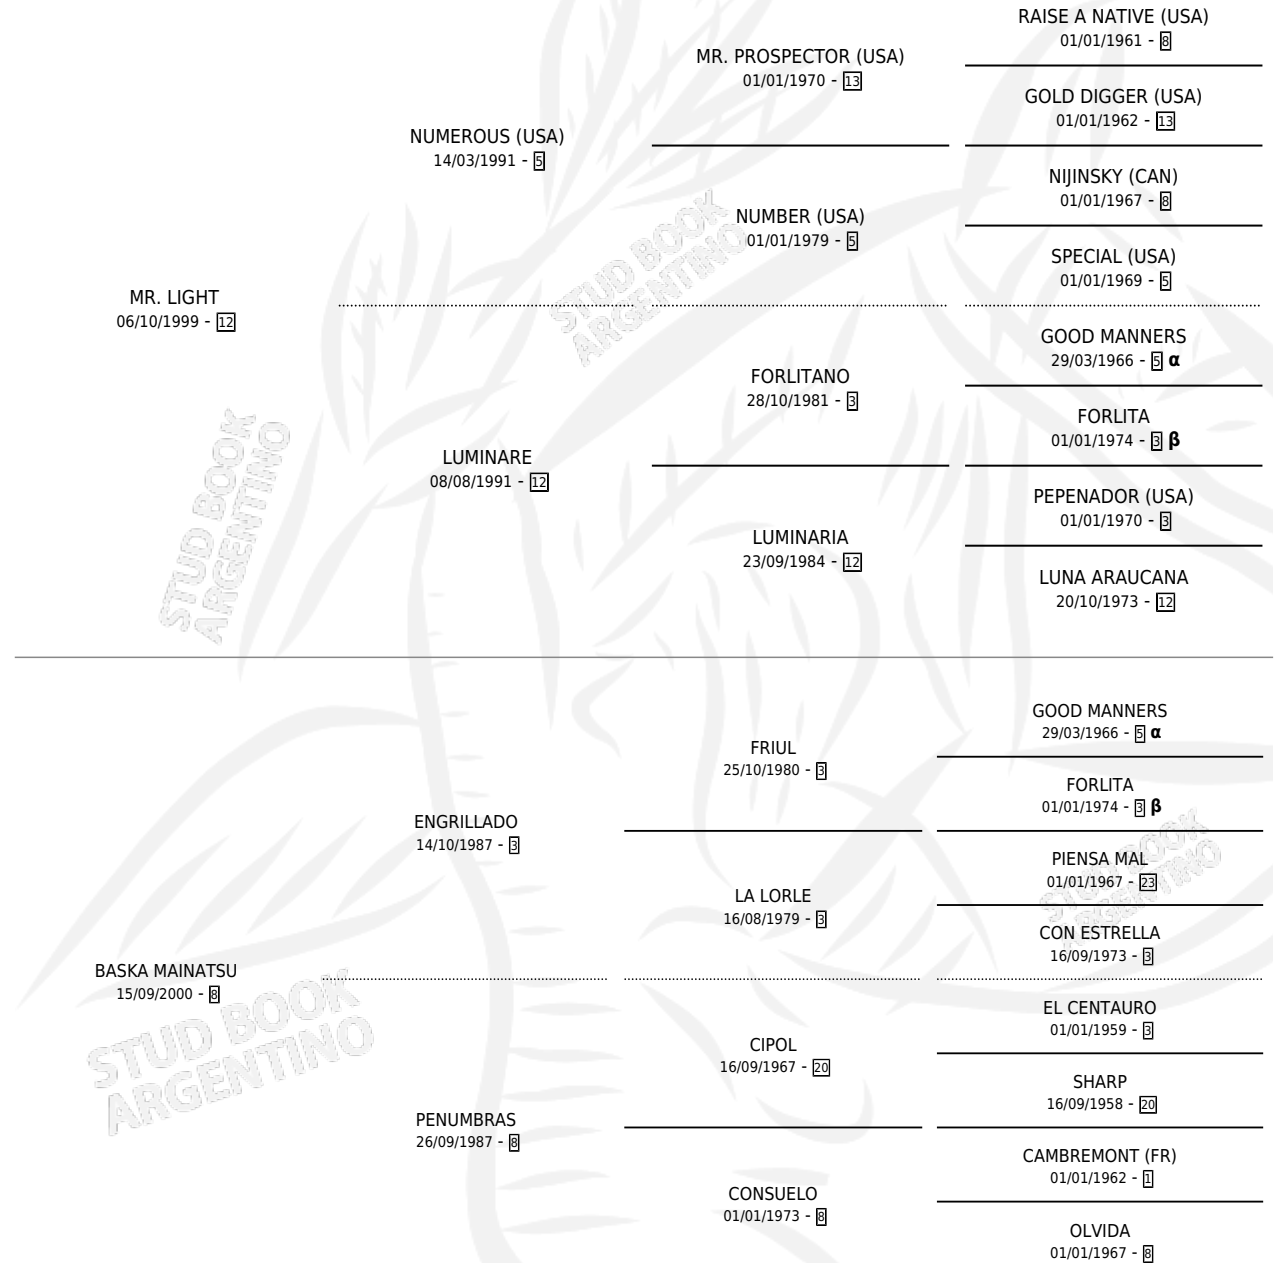 RAISE A NATIVE (USA)
01/01/1961 - 8
MR. PROSPECTOR (USA)
01/01/1970 - 13
GOLD DIGGER (USA)
01/01/1962 - 13
NUMEROUS (USA)
14/03/1991 - 5
NIJINSKY (CAN)
01/01/1967 - 8
NUMBER (USA)
01/01/1979 - 5
SPECIAL (USA)
01/01/1969 - 5
MR. LIGHT
06/10/1999 - 12
GOOD MANNERS
29/03/1966 - 5 α
FORLITANO
28/10/1981 - 3
FORLITA
01/01/1974 - 3 β
LUMINARE
08/08/1991 - 12
PEPENADOR (USA)
01/01/1970 - 3
LUMINARIA
23/09/1984 - 12
LUNA ARAUCANA
20/10/1973 - 12
GOOD MANNERS
29/03/1966 - 5 α
FRIUL
25/10/1980 - 3
FORLITA
01/01/1974 - 3 β
ENGRILLADO
14/10/1987 - 3
PIENSA MAL
01/01/1967 - 23
LA LORLE
16/08/1979 - 3
CON ESTRELLA
16/09/1973 - 3
BASKA MAINATSU
15/09/2000 - 8
EL CENTAURO
01/01/1959 - 3
CIPOL
16/09/1967 - 20
SHARP
16/09/1958 - 20
PENUMBRAS
26/09/1987 - 8
CAMBREMONT (FR)
01/01/1962 - 1
CONSUELO
01/01/1973 - 8
OLVIDA
01/01/1967 - 8
STUD BOOK
ARGENTINO
STUD BOOK
ARGENTINO
STUD BOOK
ARGENTINO
STUD BOOK
ARGENTINO